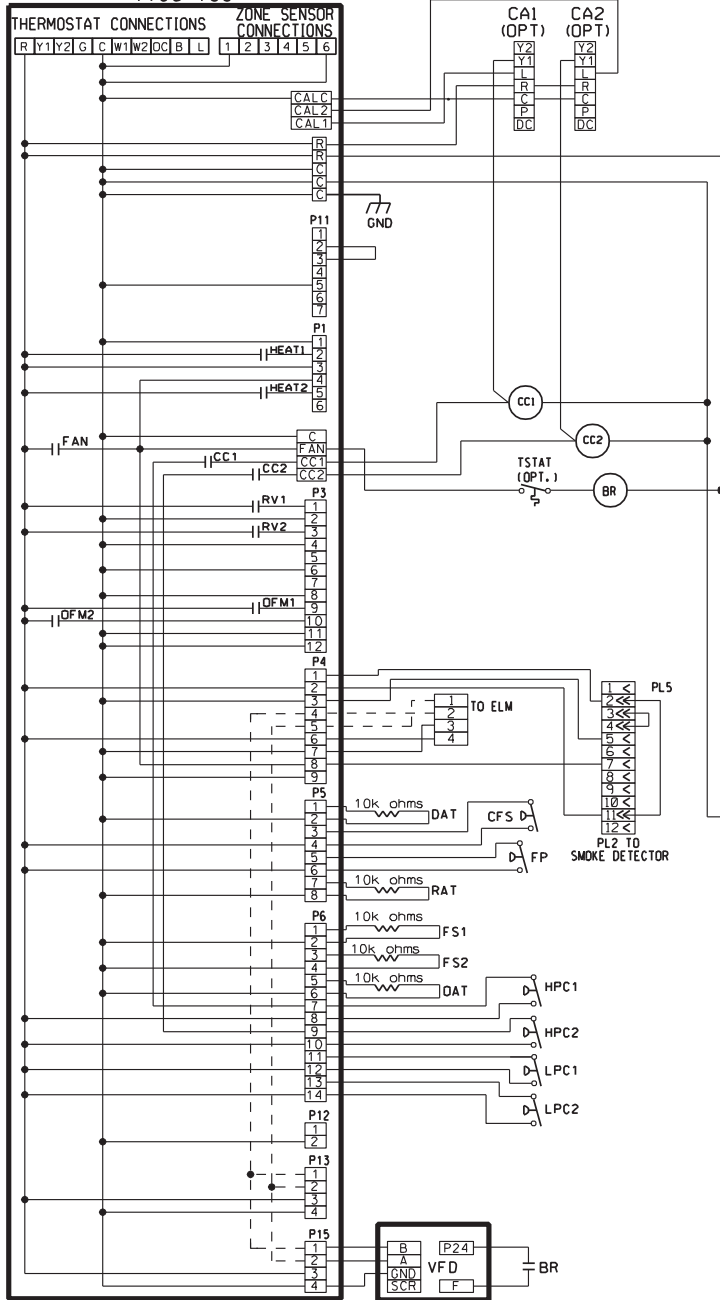 THERMOSTAT CONNECTIONS
ZONE SENSOR
CONNECTIONS
R Y1 Y2 G C W1 W2 OC B L
1 2 3 4 5 6
CA1
(OPT)
Y2
Y1
L
R
C
P
DC
CA2
(OPT)
Y2
Y1
L
R
C
P
DC
CALC
CAL2
CAL1
R
R
C
C
C
GND
P11
1
2
3
4
5
6
7
P1
1
HEAT1 2
3
4
HEAT2 5
6
CC1
CC2
C
FAN FAN
CC1 CC1
CC2 CC2
TSTAT
(OPT.)
BR
P3
RV1 1
2
RV2 3
4
5
6
7
8
OFM1 9
OFM2 10
11
12
P4
1
2
3
4
5
6
7
8
9
1 TO ELM
2
3
4
PL5
1
2
3
4
5
6
7
8
9
10
11
12
PL2 TO
SMOKE DETECTOR
P5
1 10k ohms DAT
2
3 CFS
4
5 FP
6
7 10k ohms RAT
8
P6
1 10k ohms FS1
2
3 10k ohms FS2
4
5 10k ohms OAT
6
7 HPC1
8
9 HPC2
10
11 LPC1
12
13 LPC2
14
P12
1
2
P13
1
2
3
4
P15
1
2
3
4
B P24
A VFD
GND
SCR F
BR